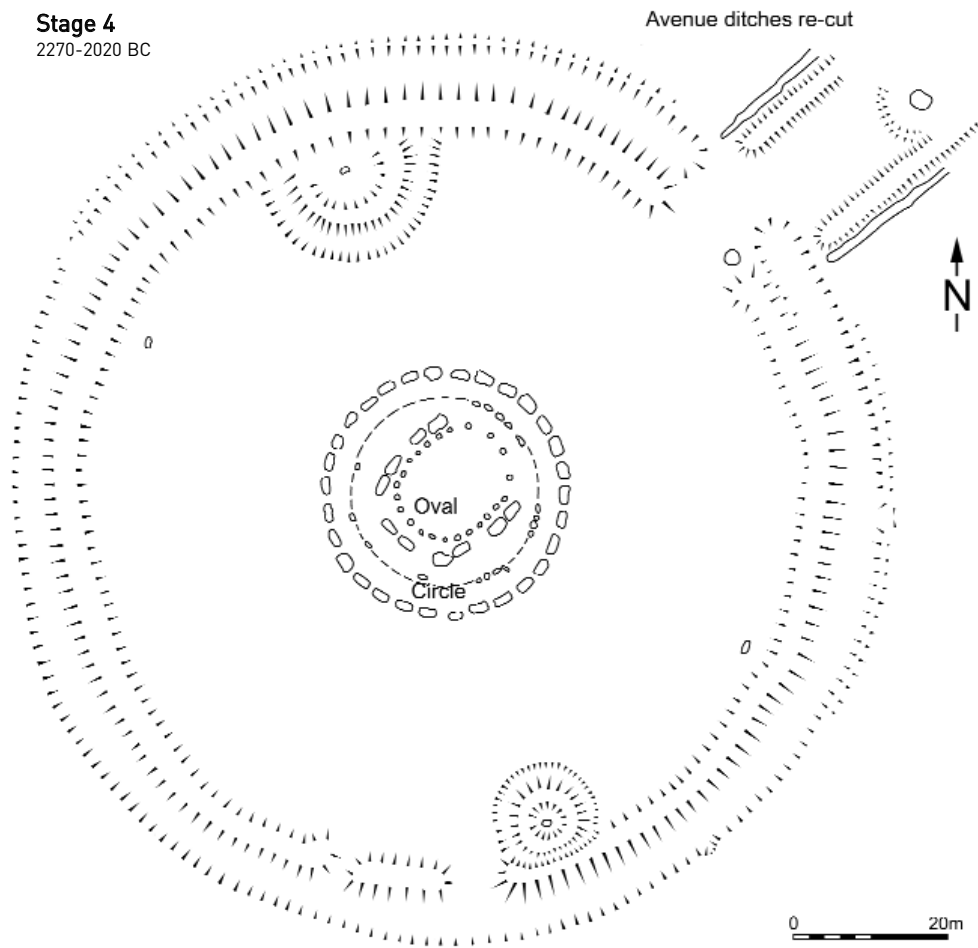 Stage 4
2270-2020 BC
Avenue ditches re-cut
N
Oval
Circle
0 20m